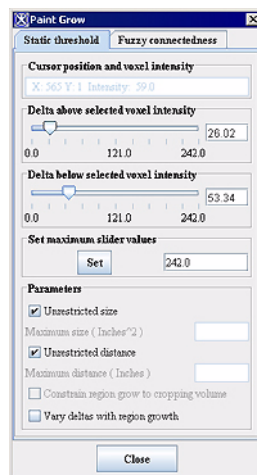 Paint Grow
Static threshold Fuzzy connectedness
Cursor position and voxel intensity
X: 565 Y: 1 Intensity: 59.0
Delta above selected voxel intensity
26.02
0.0 121.0 242.0
Delta below selected voxel intensity
53.34
0.0 121.0 242.0
Set maximum slider values
Set 242.0
Parameters
Unrestricted size
Maximum size ( Inches^2 )
Unrestricted distance
Maximum distance ( Inches )
Constrain region grow to cropping volume
Vary deltas with region growth
Close